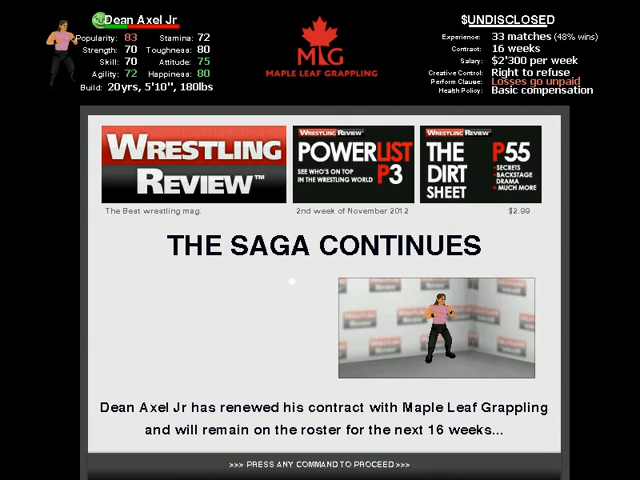 Dean Axel Jr
Popularity: 83 Stamina: 72
Strength: 70 Toughness: 80
Skill: 70 Attitude: 75
Agility: 72 Happiness: 80
Build: 20yrs, 5'10", 180lbs
MLG
MAPLE LEAF GRAPPLING
$UNDISCLOSED
Experience: 33 matches (48% wins)
Contract: 16 weeks
Salary: $2'300 per week
Creative Control: Right to refuse
Perform Clause: Losses go unpaid
Health Policy: Basic compensation
WRESTLING REVIEW™
WRESTLING REVIEW
POWERLIST
SEE WHO'S ON TOP
IN THE WRESTLING WORLD
P3
WRESTLING REVIEW
THE DIRT SHEET
P55
• SECRETS
• BACKSTAGE DRAMA
• MUCH MORE
The Best wrestling mag.
2nd week of November 2012
$2.99
THE SAGA CONTINUES
Dean Axel Jr has renewed his contract with Maple Leaf Grappling
and will remain on the roster for the next 16 weeks...
>>> PRESS ANY COMMAND TO PROCEED >>>